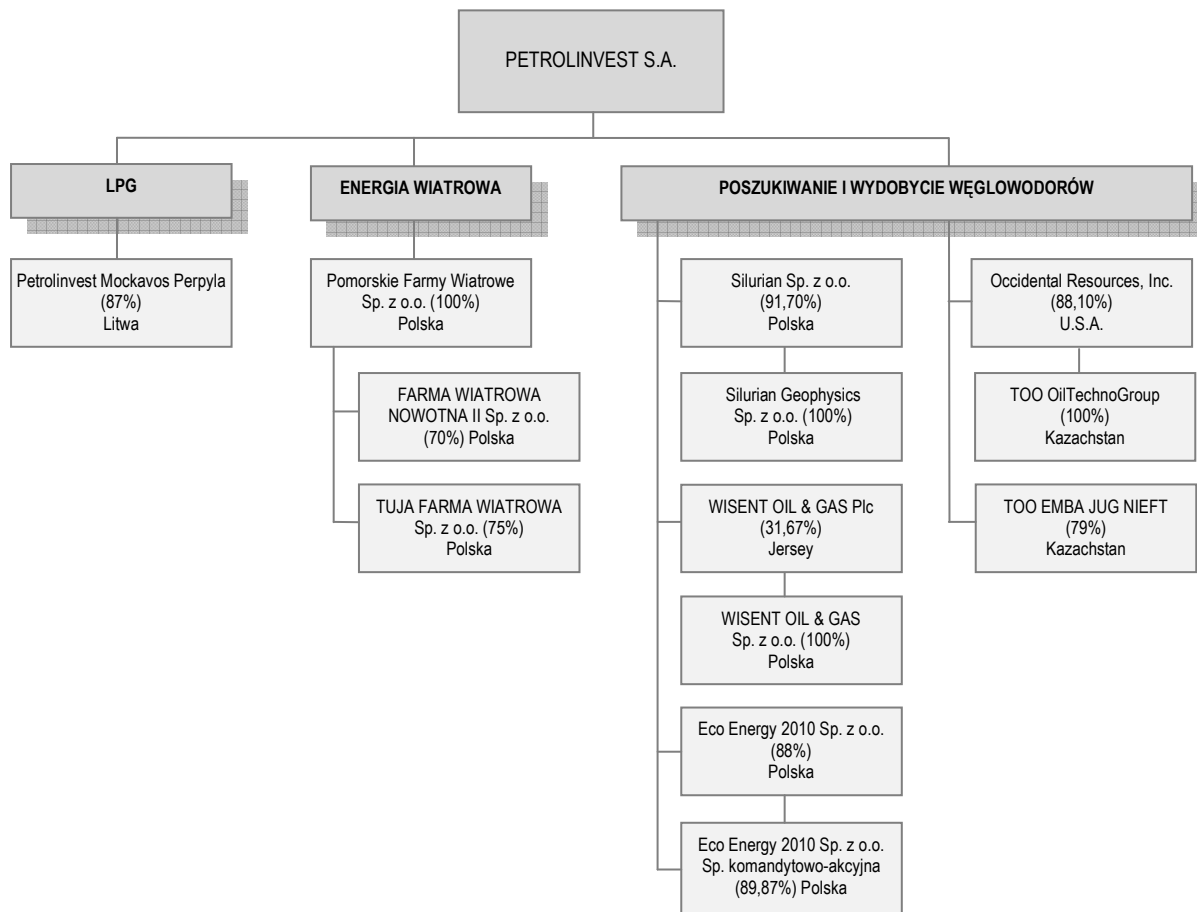 PETROLINVEST S.A.
LPG
ENERGIA WIATROWA
POSZUKIWANIE I WYDOBYCIE WĘGLOWODORÓW
Petrolinvest Mockavos Perpyla
(87%)
Litwa
Pomorskie Farmy Wiatrowe
Sp. z o.o. (100%)
Polska
FARMA WIATROWA
NOWOTNA II Sp. z o.o.
(70%) Polska
TUJA FARMA WIATROWA
Sp. z o.o. (75%)
Polska
Silurian Sp. z o.o.
(91,70%)
Polska
Silurian Geophysics
Sp. z o.o. (100%)
Polska
WISENT OIL & GAS Plc
(31,67%)
Jersey
WISENT OIL & GAS
Sp. z o.o. (100%)
Polska
Eco Energy 2010 Sp. z o.o.
(88%)
Polska
Eco Energy 2010 Sp. z o.o.
Sp. komandytowo-akcyjna
(89,87%) Polska
Occidental Resources, Inc.
(88,10%)
U.S.A.
TOO OilTechnoGroup
(100%)
Kazachstan
TOO EMBA JUG NIEFT
(79%)
Kazachstan